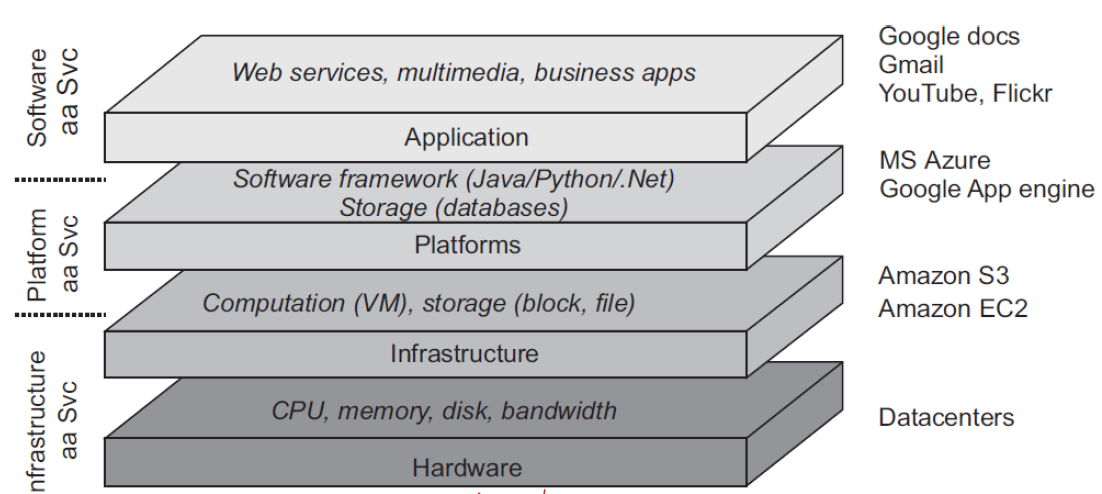 Software
aa Svc
Web services, multimedia, business apps
Application
Google docs
Gmail
YouTube, Flickr
Platform
aa Svc
Software framework (Java/Python/.Net)
Storage (databases)
Platforms
MS Azure
Google App engine
Infrastructure
aa Svc
Computation (VM), storage (block, file)
Infrastructure
Amazon S3
Amazon EC2
CPU, memory, disk, bandwidth
Hardware
Datacenters